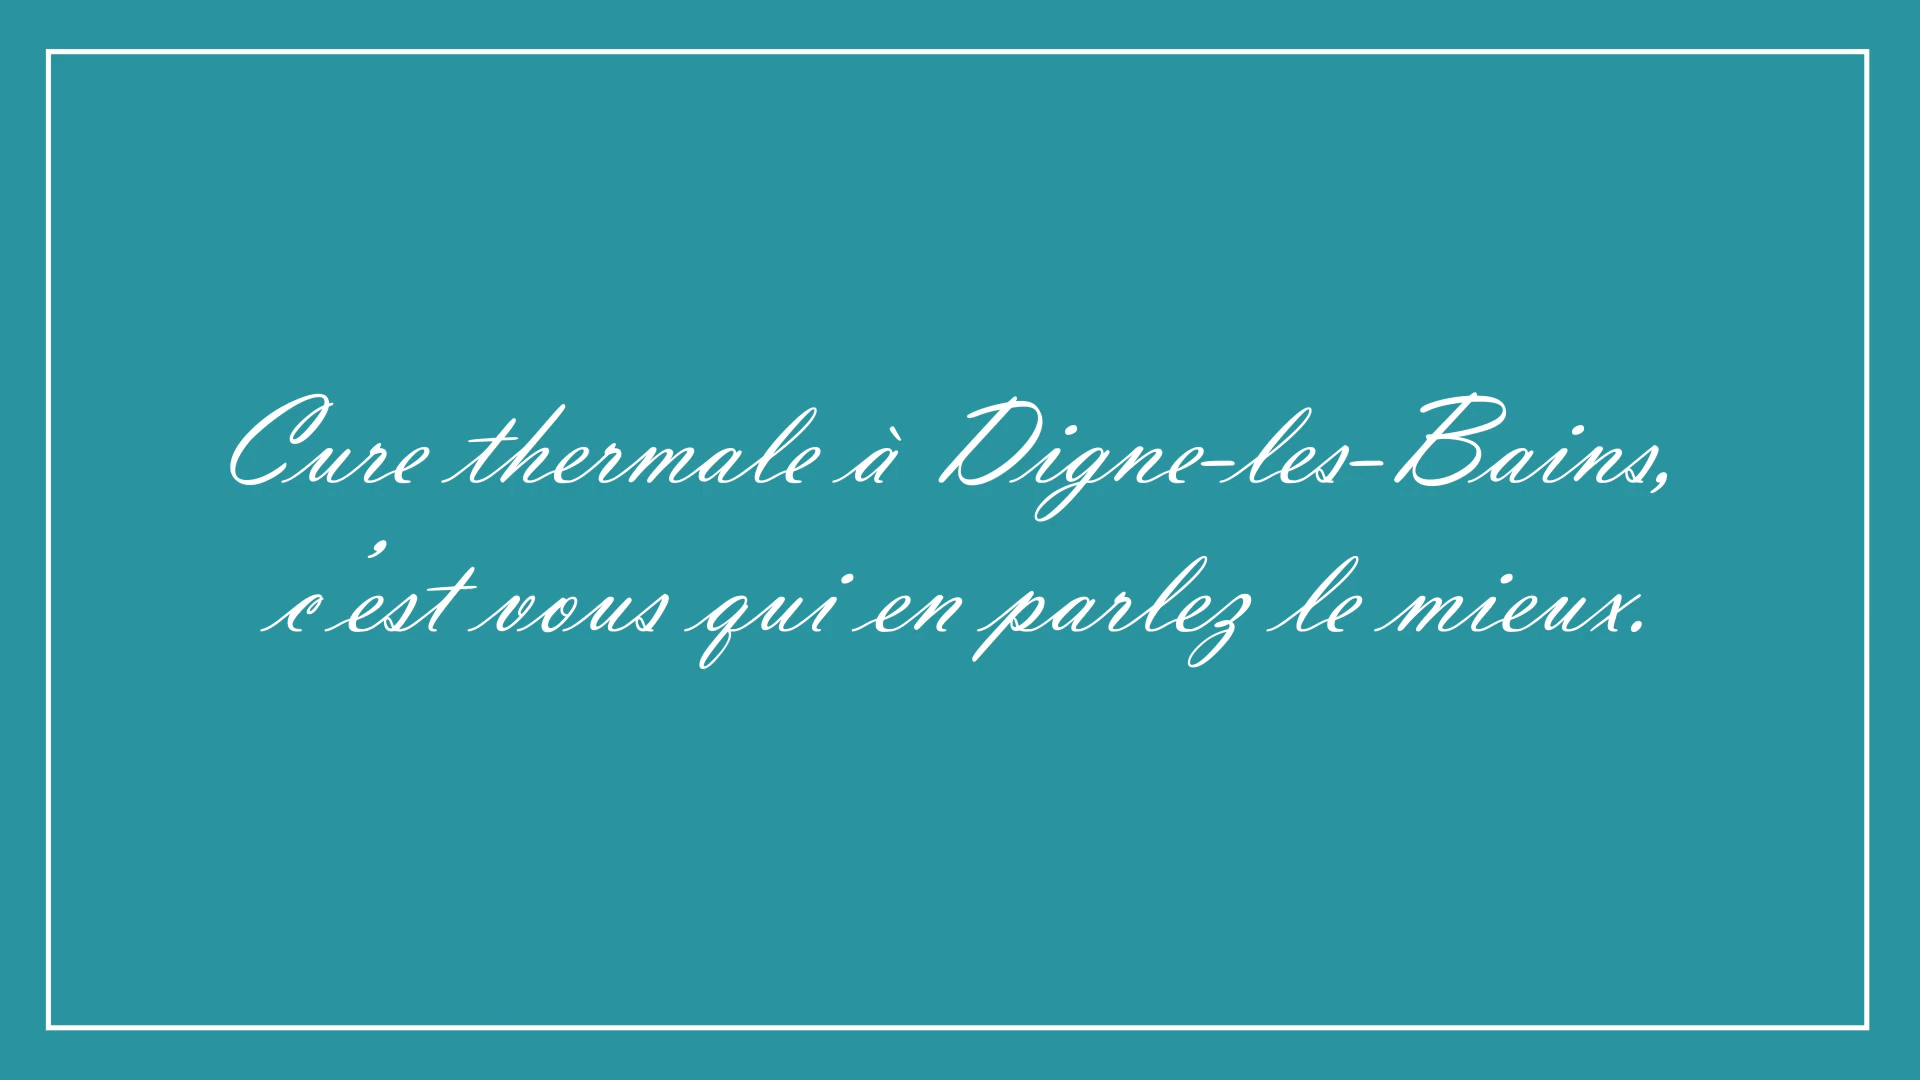 Cure thermale à Digne-les-Bains,
c'est vous qui en parlez le mieux.